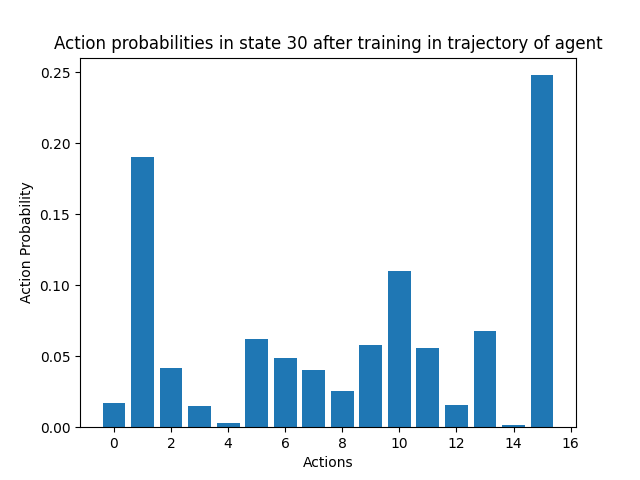 Action probabilities in state 30 after training in trajectory of agent
0.25
0.20
0.15
0.10
0.05
0.00
Action Probability
0 2 4 6 8 10 12 14 16
Actions